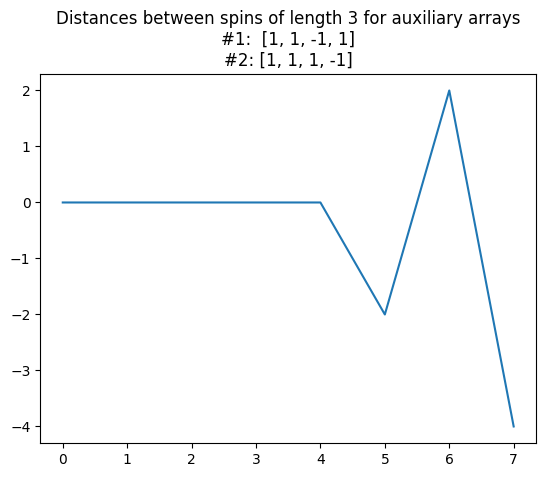 Distances between spins of length 3 for auxiliary arrays
#1:  [1, 1, -1, 1]
#2: [1, 1, 1, -1]
2
1
0
−1
−2
−3
−4
0 1 2 3 4 5 6 7